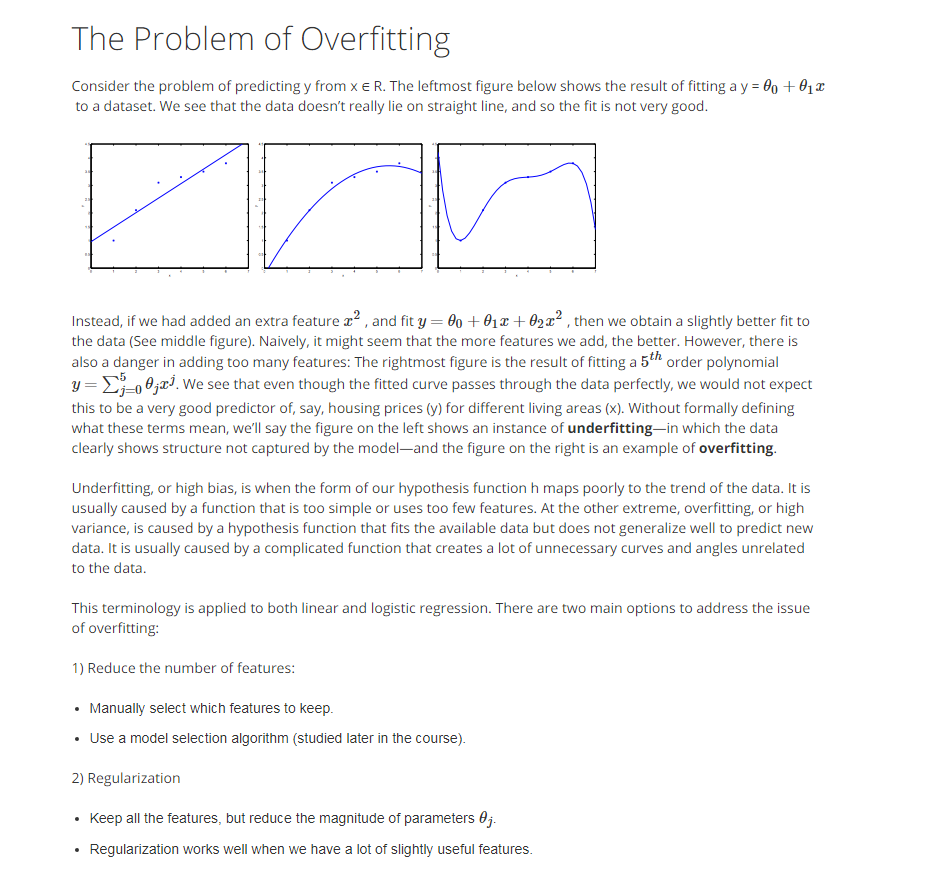 The Problem of Overfitting
Consider the problem of predicting y from x ∈ R. The leftmost figure below shows the result of fitting a y = θ₀ + θ₁x
to a dataset. We see that the data doesn’t really lie on straight line, and so the fit is not very good.
Instead, if we had added an extra feature x² , and fit y = θ₀ + θ₁x + θ₂x² , then we obtain a slightly better fit to
the data (See middle figure). Naively, it might seem that the more features we add, the better. However, there is
also a danger in adding too many features: The rightmost figure is the result of fitting a 5ᵗʰ order polynomial
y = ∑⁵ⱼ₌₀ θⱼxʲ. We see that even though the fitted curve passes through the data perfectly, we would not expect
this to be a very good predictor of, say, housing prices (y) for different living areas (x). Without formally defining
what these terms mean, we’ll say the figure on the left shows an instance of underfitting—in which the data
clearly shows structure not captured by the model—and the figure on the right is an example of overfitting.
Underfitting, or high bias, is when the form of our hypothesis function h maps poorly to the trend of the data. It is
usually caused by a function that is too simple or uses too few features. At the other extreme, overfitting, or high
variance, is caused by a hypothesis function that fits the available data but does not generalize well to predict new
data. It is usually caused by a complicated function that creates a lot of unnecessary curves and angles unrelated
to the data.
This terminology is applied to both linear and logistic regression. There are two main options to address the issue
of overfitting:
1) Reduce the number of features:
• Manually select which features to keep.
• Use a model selection algorithm (studied later in the course).
2) Regularization
• Keep all the features, but reduce the magnitude of parameters θⱼ.
• Regularization works well when we have a lot of slightly useful features.